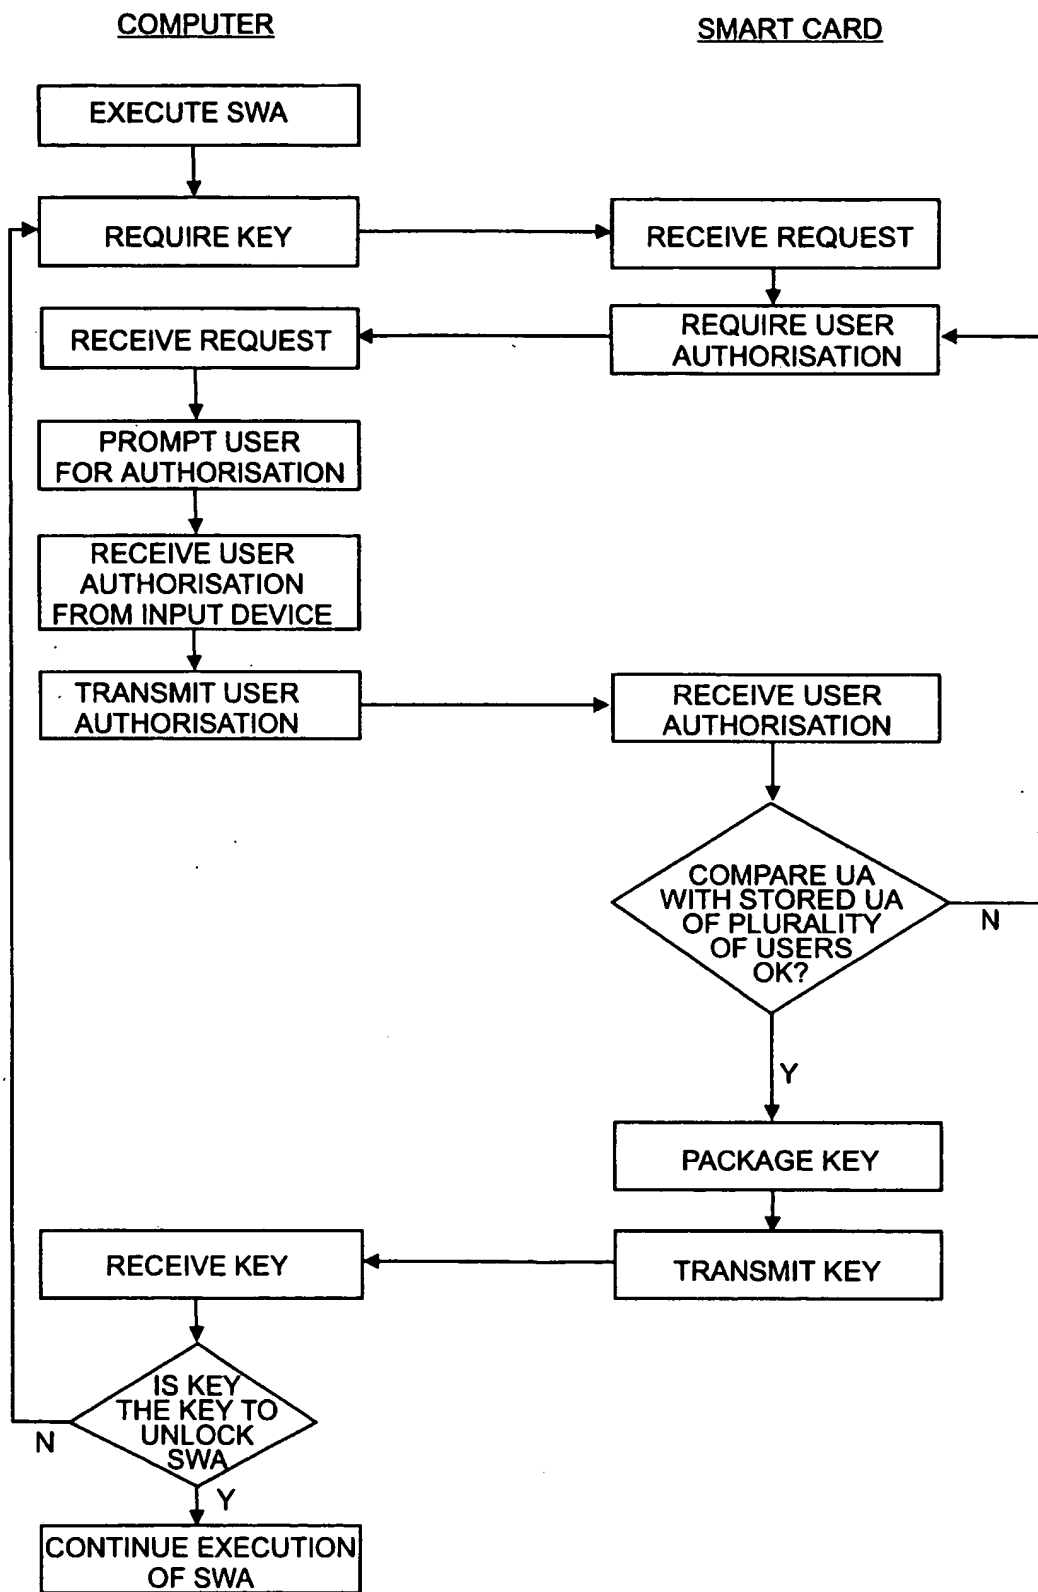 COMPUTER
SMART CARD
EXECUTE SWA
REQUIRE KEY
RECEIVE REQUEST
RECEIVE REQUEST
REQUIRE USER
AUTHORISATION
PROMPT USER
FOR AUTHORISATION
RECEIVE USER
AUTHORISATION
FROM INPUT DEVICE
TRANSMIT USER
AUTHORISATION
RECEIVE USER
AUTHORISATION
COMPARE UA
WITH STORED UA
OF PLURALITY
OF USERS
OK?
N
Y
PACKAGE KEY
RECEIVE KEY
TRANSMIT KEY
IS KEY
THE KEY TO
UNLOCK
SWA
N
Y
CONTINUE EXECUTION
OF SWA